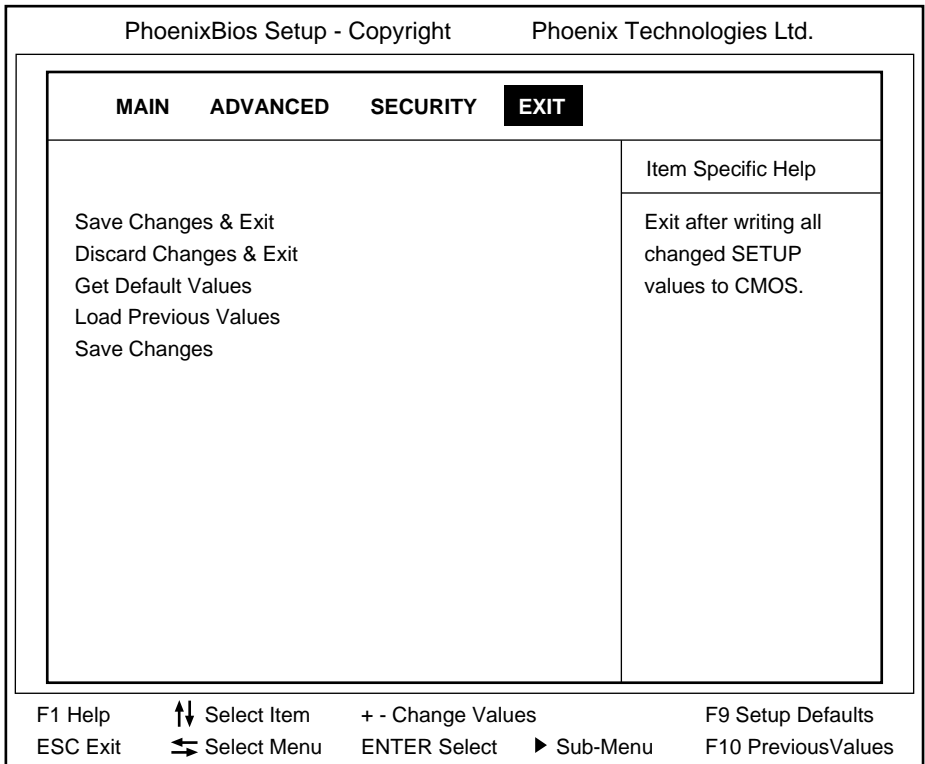 PhoenixBios Setup - Copyright Phoenix Technologies Ltd.
MAIN ADVANCED SECURITY EXIT
Item Specific Help
Save Changes & Exit
Discard Changes & Exit
Get Default Values
Load Previous Values
Save Changes
Exit after writing all
changed SETUP
values to CMOS.
F1 Help Select Item + - Change Values F9 Setup Defaults
ESC Exit Select Menu ENTER Select Sub-Menu F10 PreviousValues